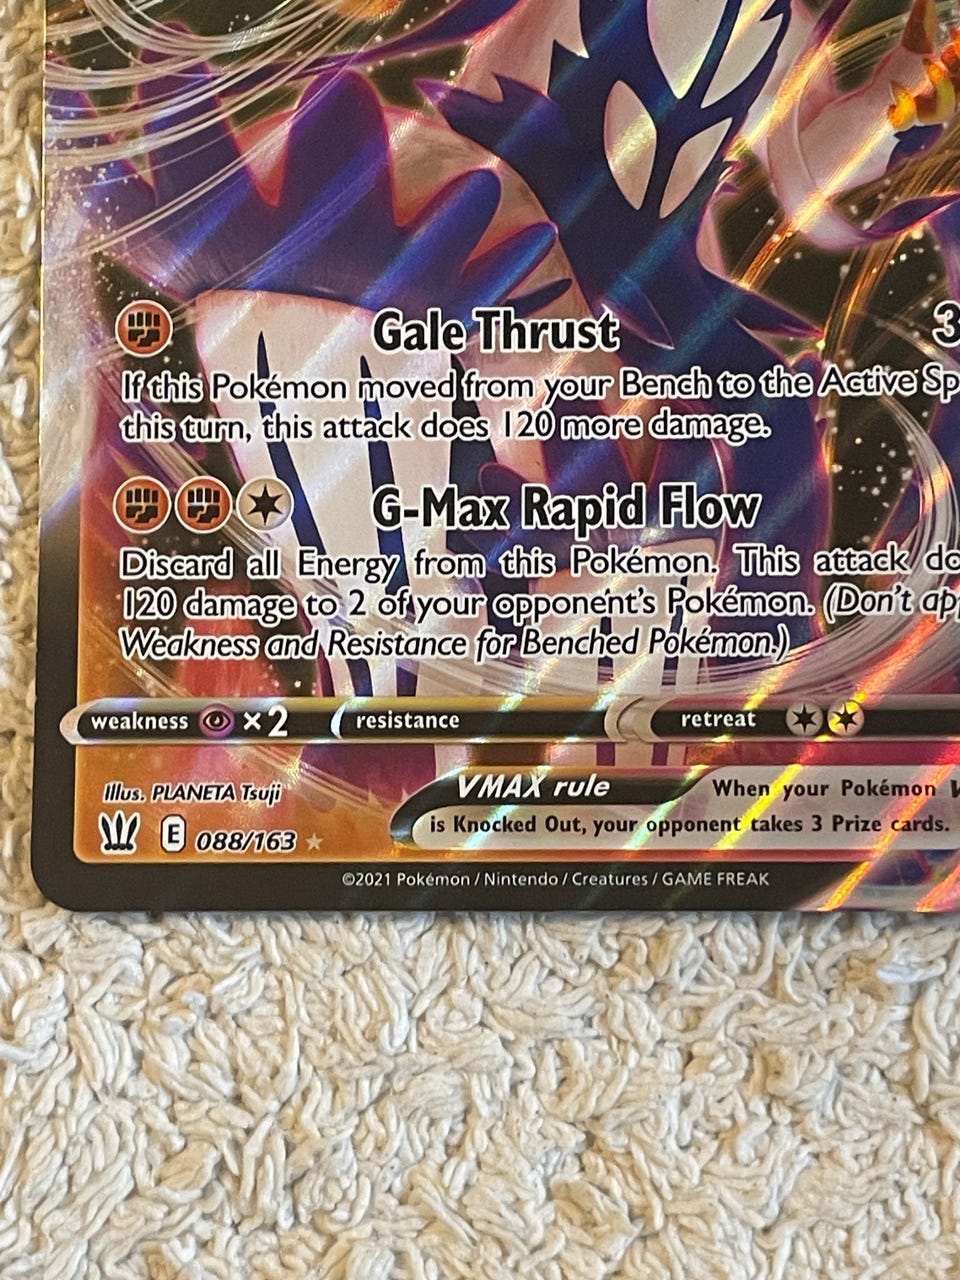 Gale Thrust 3
If this Pokémon moved from your Bench to the Active Sp
this turn, this attack does 120 more damage.
G-Max Rapid Flow
Discard all Energy from this Pokémon. This attack do
120 damage to 2 of your opponent's Pokémon. (Don't ap
Weakness and Resistance for Benched Pokémon.)
weakness ×2 resistance retreat
Illus. PLANETA Tsuji
VMAX rule When your Pokémon V
is Knocked Out, your opponent takes 3 Prize cards.
E 088/163
©2021 Pokémon / Nintendo / Creatures / GAME FREAK